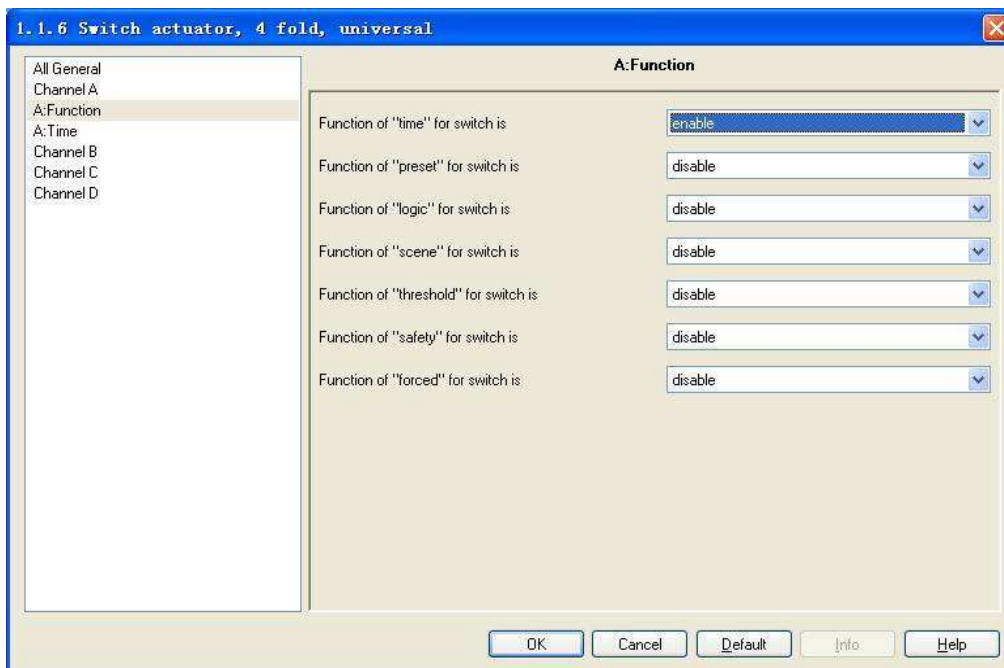 1.1.6 Switch actuator, 4 fold, universal
All General
Channel A
A:Function
A:Time
Channel B
Channel C
Channel D
A:Function
Function of "time" for switch is enable
Function of "preset" for switch is disable
Function of "logic" for switch is disable
Function of "scene" for switch is disable
Function of "threshold" for switch is disable
Function of "safety" for switch is disable
Function of "forced" for switch is disable
OK Cancel Default Info Help